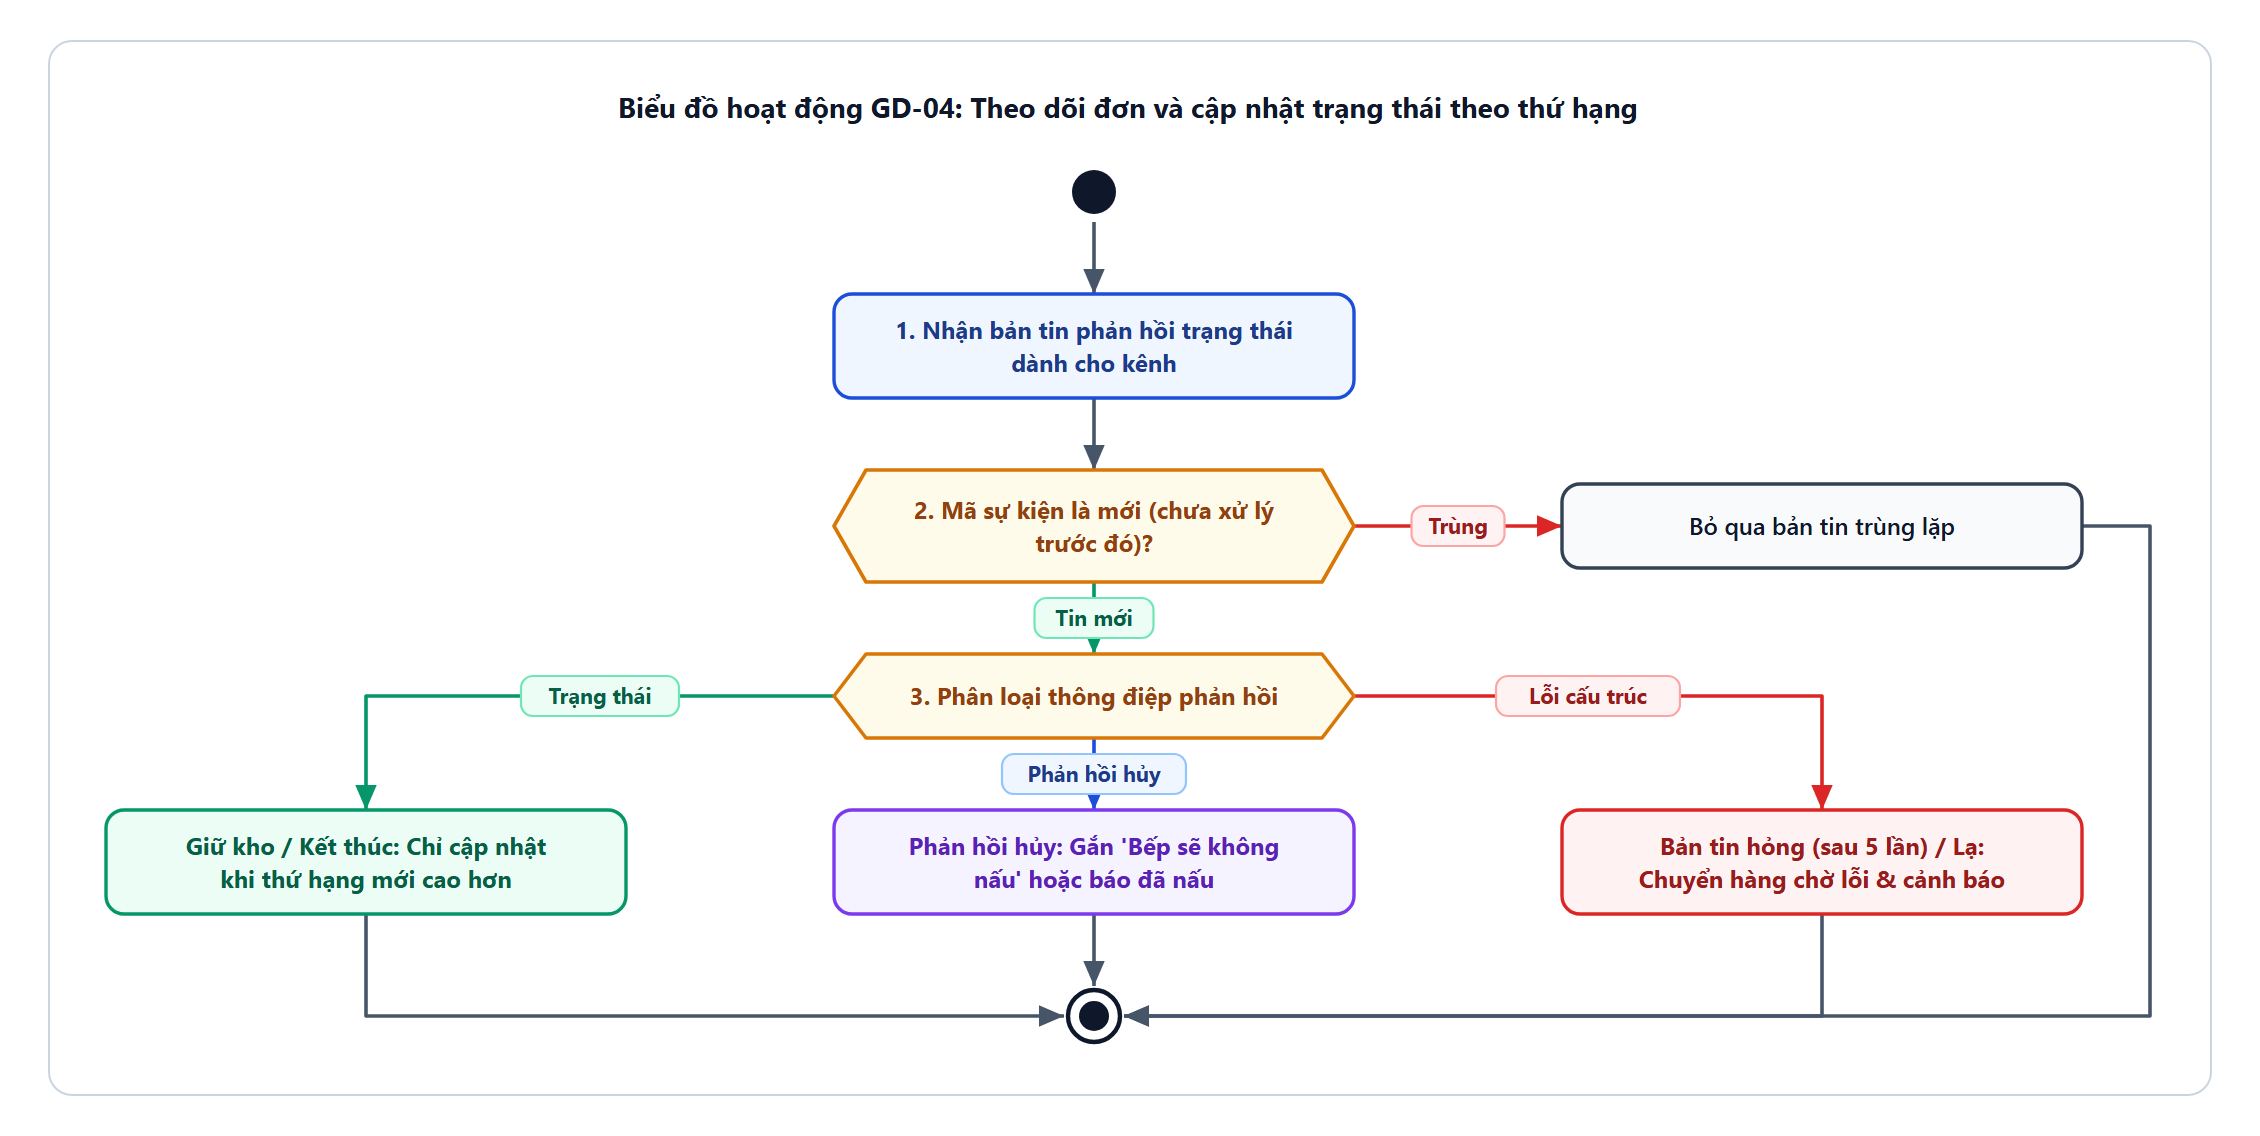 Biểu đồ hoạt động GD-04: Theo dõi đơn và cập nhật trạng thái theo thứ hạng
1. Nhận bản tin phản hồi trạng thái
dành cho kênh
2. Mã sự kiện là mới (chưa xử lý
trước đó)?
Trùng
Bỏ qua bản tin trùng lặp
Tin mới
Trạng thái
3. Phân loại thông điệp phản hồi
Lỗi cấu trúc
Phản hồi hủy
Giữ kho / Kết thúc: Chỉ cập nhật
khi thứ hạng mới cao hơn
Phản hồi hủy: Gắn 'Bếp sẽ không
nấu' hoặc báo đã nấu
Bản tin hỏng (sau 5 lần) / Lạ:
Chuyển hàng chờ lỗi & cảnh báo